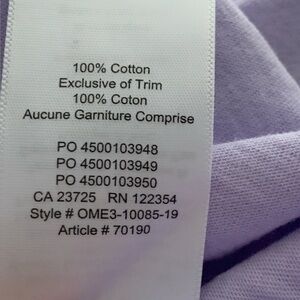 100% Cotton
Exclusive of Trim
100% Coton
Aucune Garniture Comprise
PO 4500103948
PO 4500103949
PO 4500103950
CA 23725 RN 122354
Style # OME3-10085-19
Article # 70190